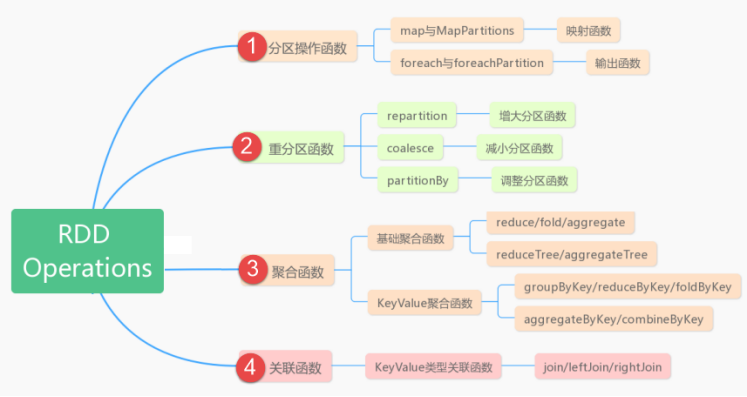 RDD
Operations
1 分区操作函数
map与MapPartitions
映射函数
foreach与foreachPartition
输出函数
2 重分区函数
repartition
增大分区函数
coalesce
减小分区函数
partitionBy
调整分区函数
3 聚合函数
基础聚合函数
reduce/fold/aggregate
reduceTree/aggregateTree
KeyValue聚合函数
groupByKey/reduceByKey/foldByKey
aggregateByKey/combineByKey
4 关联函数
KeyValue类型关联函数
join/leftJoin/rightJoin